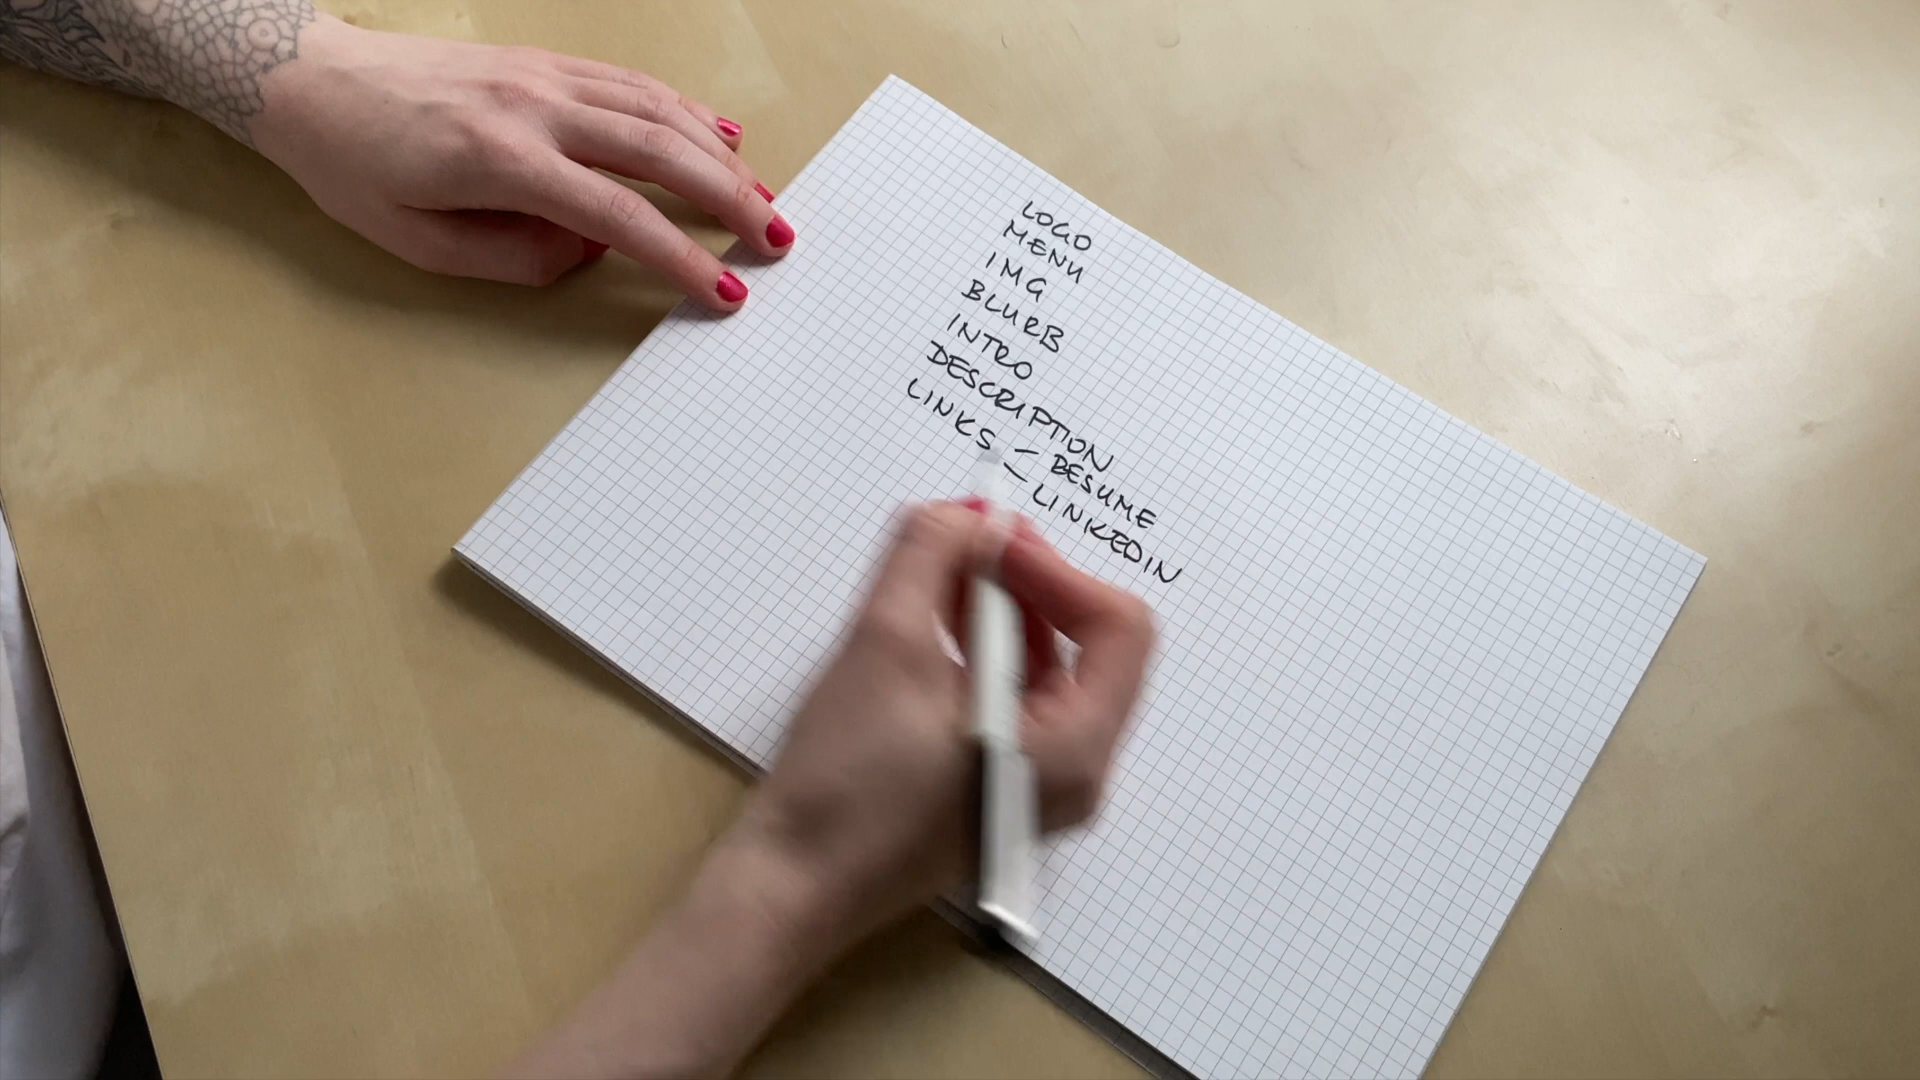 LOGO
MENU
IMG
BLURB
INTRO
DESCRIPTION
LINKS
RESUME
LINKEDIN